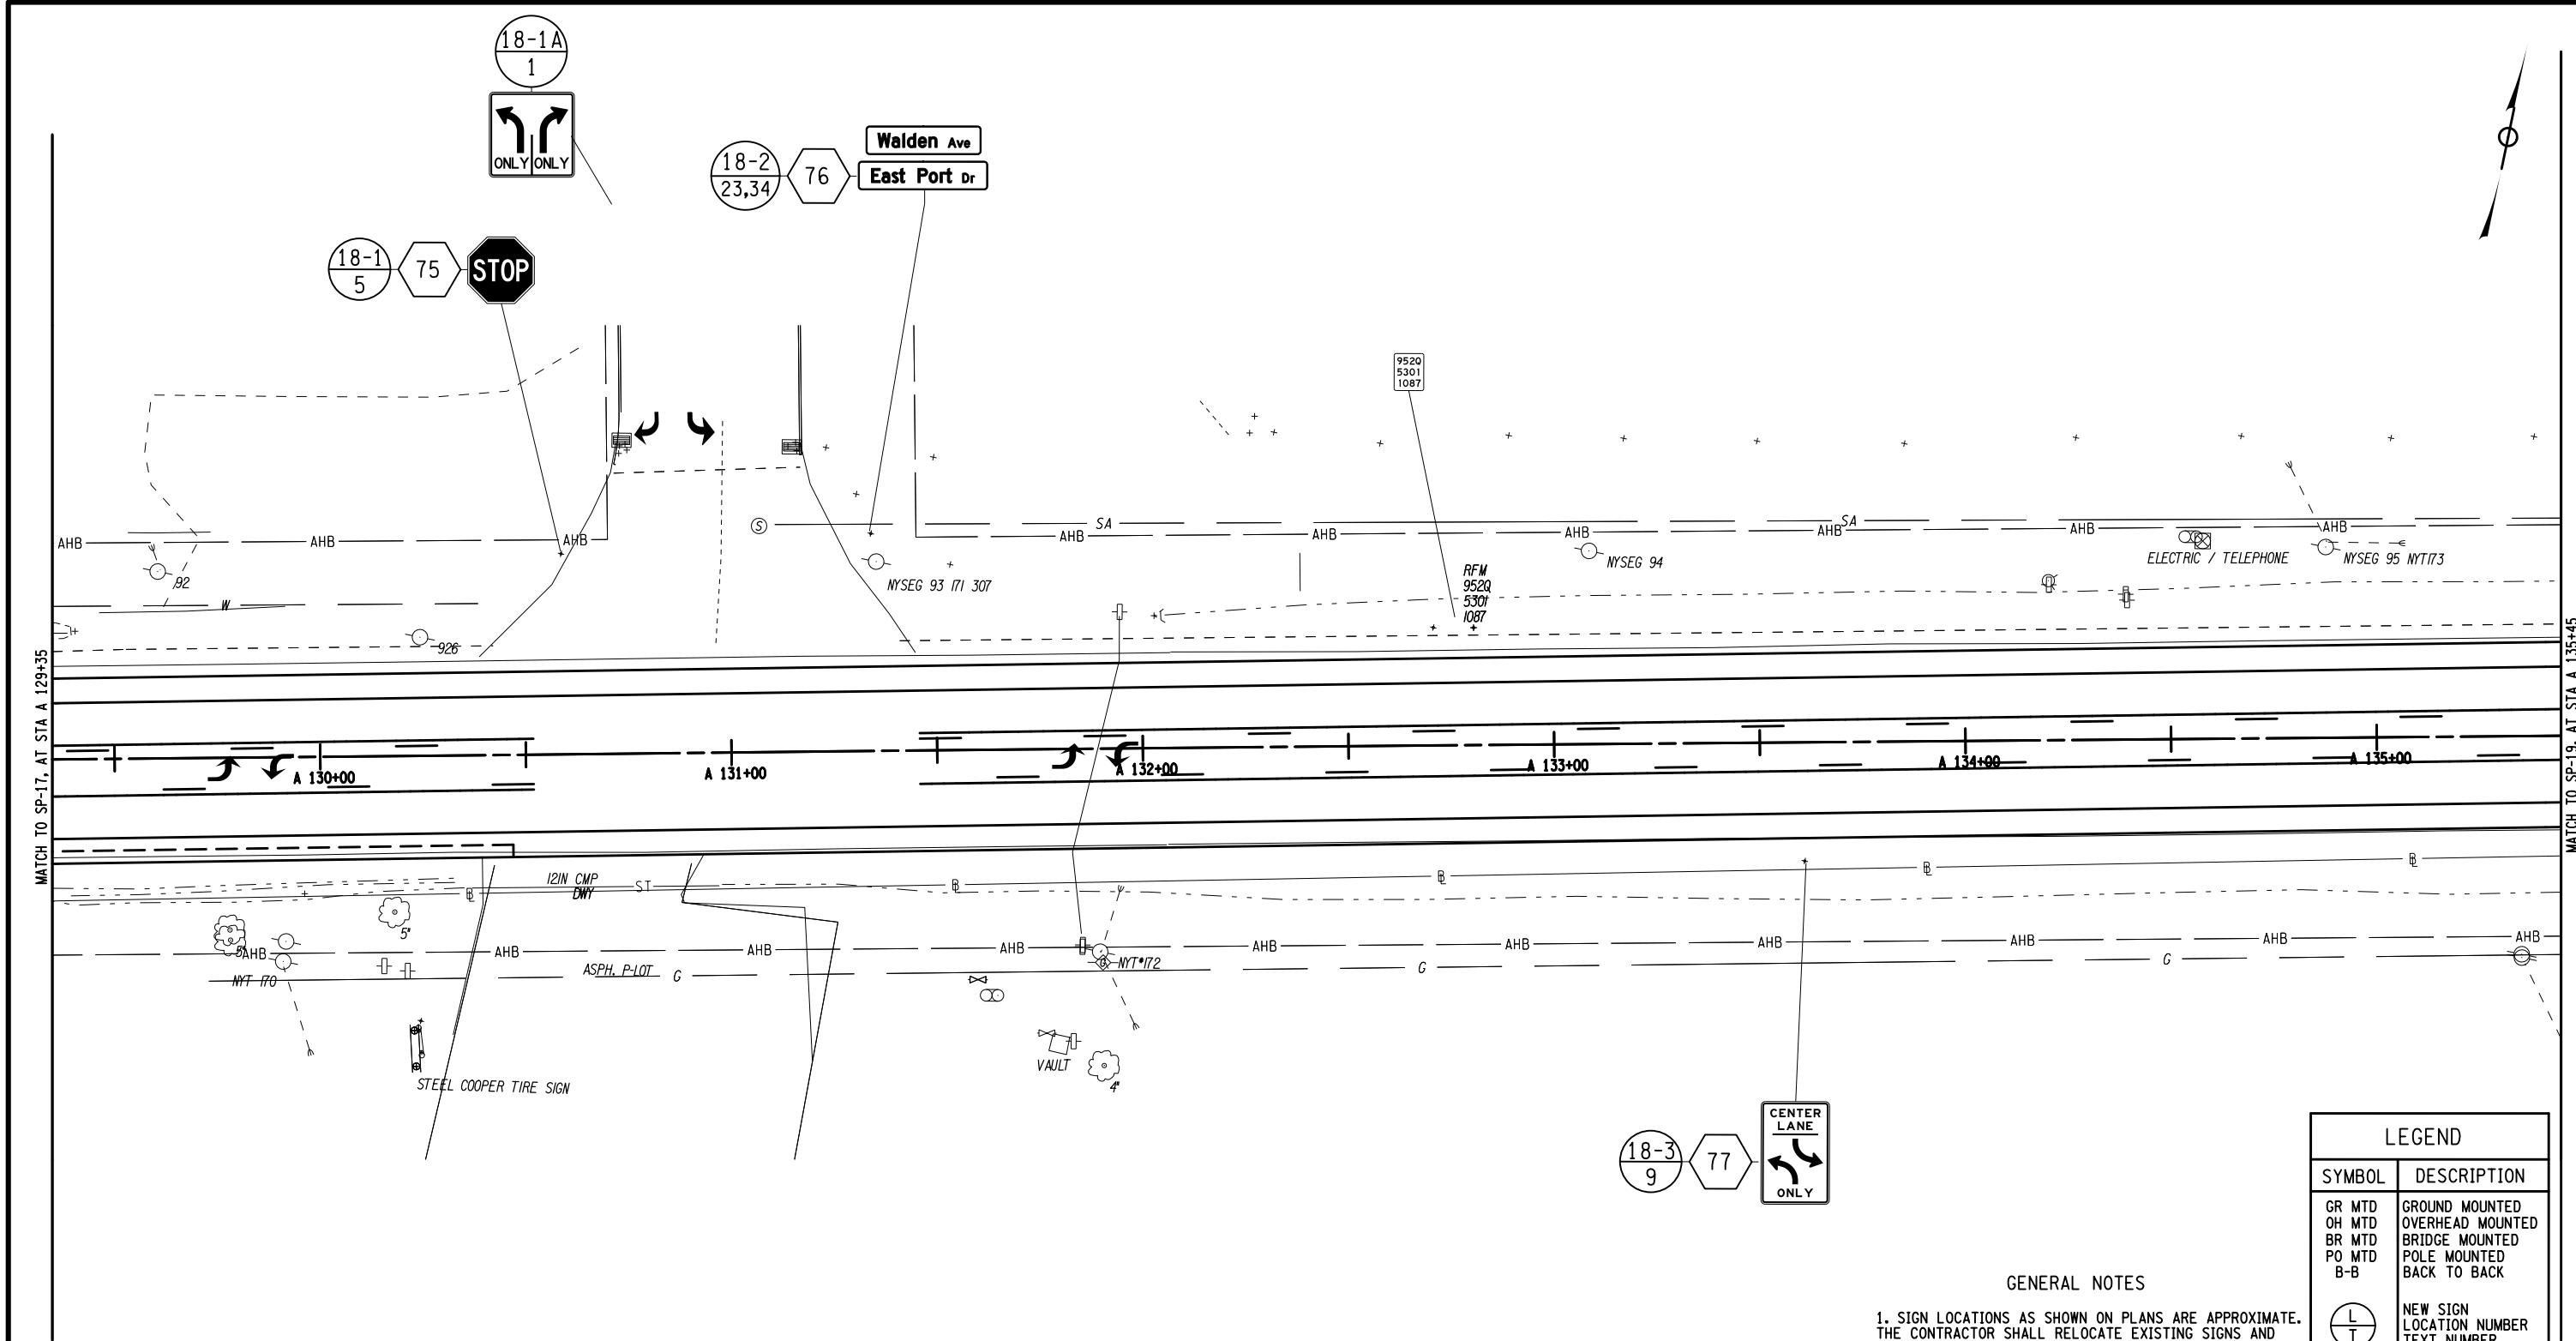 18-1A
1
ONLY ONLY
Walden Ave
18-2
23,34
76
East Port Dr
18-1
5
75
STOP
952Q
5301
1087
S
SA
SA
AHB
AHB
AHB
AHB
AHB
AHB
AHB
AHB
AHB
92
NYSEG 93 171 307
NYSEG 94
ELECTRIC / TELEPHONE
NYSEG 95 NYT173
RFM
952Q
5301
1087
W
926
MATCH TO SP-17, AT STA A 129+35
MATCH TO SP-19, AT STA A 135+45
A 130+00
A 131+00
A 132+00
A 133+00
A 134+00
A 135+00
12IN CMP
DWY
ST
5"
5"
AHB
AHB
AHB
AHB
AHB
AHB
AHB
AHB
AHB
AHB
NYT 170
ASPH. P-LOT
G
G
NYT#172
G
G
VAULT
4"
STEEL COOPER TIRE SIGN
CENTER
LANE
ONLY
18-3
9
77
LEGEND
SYMBOL DESCRIPTION
GR MTD GROUND MOUNTED
OH MTD OVERHEAD MOUNTED
BR MTD BRIDGE MOUNTED
PO MTD POLE MOUNTED
B-B BACK TO BACK
L
T
NEW SIGN
LOCATION NUMBER
TEXT NUMBER
GENERAL NOTES
1. SIGN LOCATIONS AS SHOWN ON PLANS ARE APPROXIMATE.
THE CONTRACTOR SHALL RELOCATE EXISTING SIGNS AND